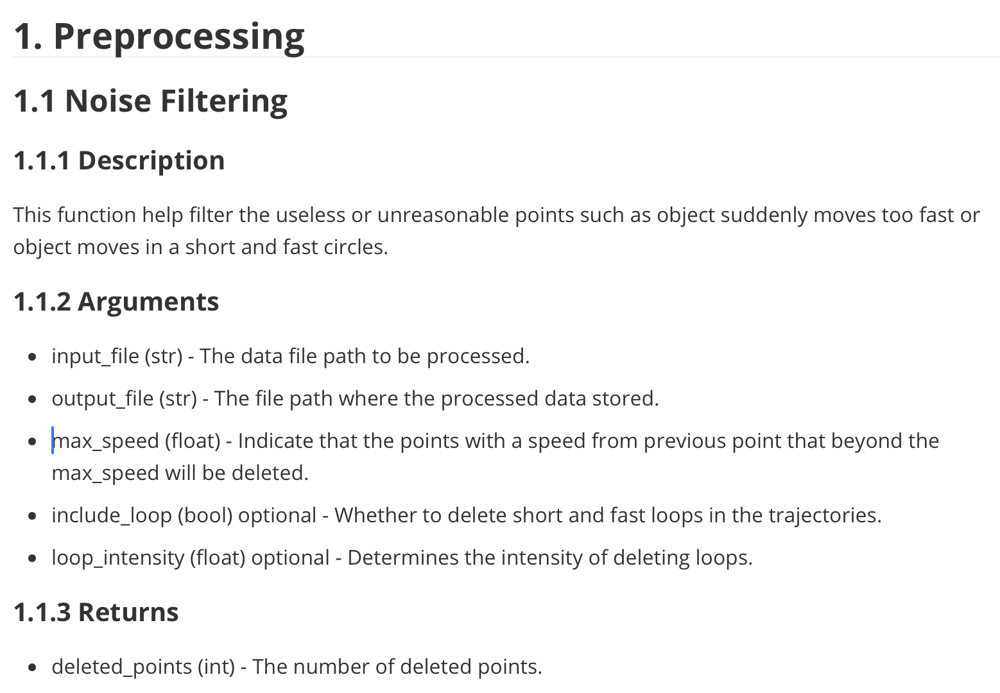 1. Preprocessing
1.1 Noise Filtering
1.1.1 Description
This function help filter the useless or unreasonable points such as object suddenly moves too fast or
object moves in a short and fast circles.
1.1.2 Arguments
• input_file (str) - The data file path to be processed.
• output_file (str) - The file path where the processed data stored.
• max_speed (float) - Indicate that the points with a speed from previous point that beyond the
max_speed will be deleted.
• include_loop (bool) optional - Whether to delete short and fast loops in the trajectories.
• loop_intensity (float) optional - Determines the intensity of deleting loops.
1.1.3 Returns
• deleted_points (int) - The number of deleted points.